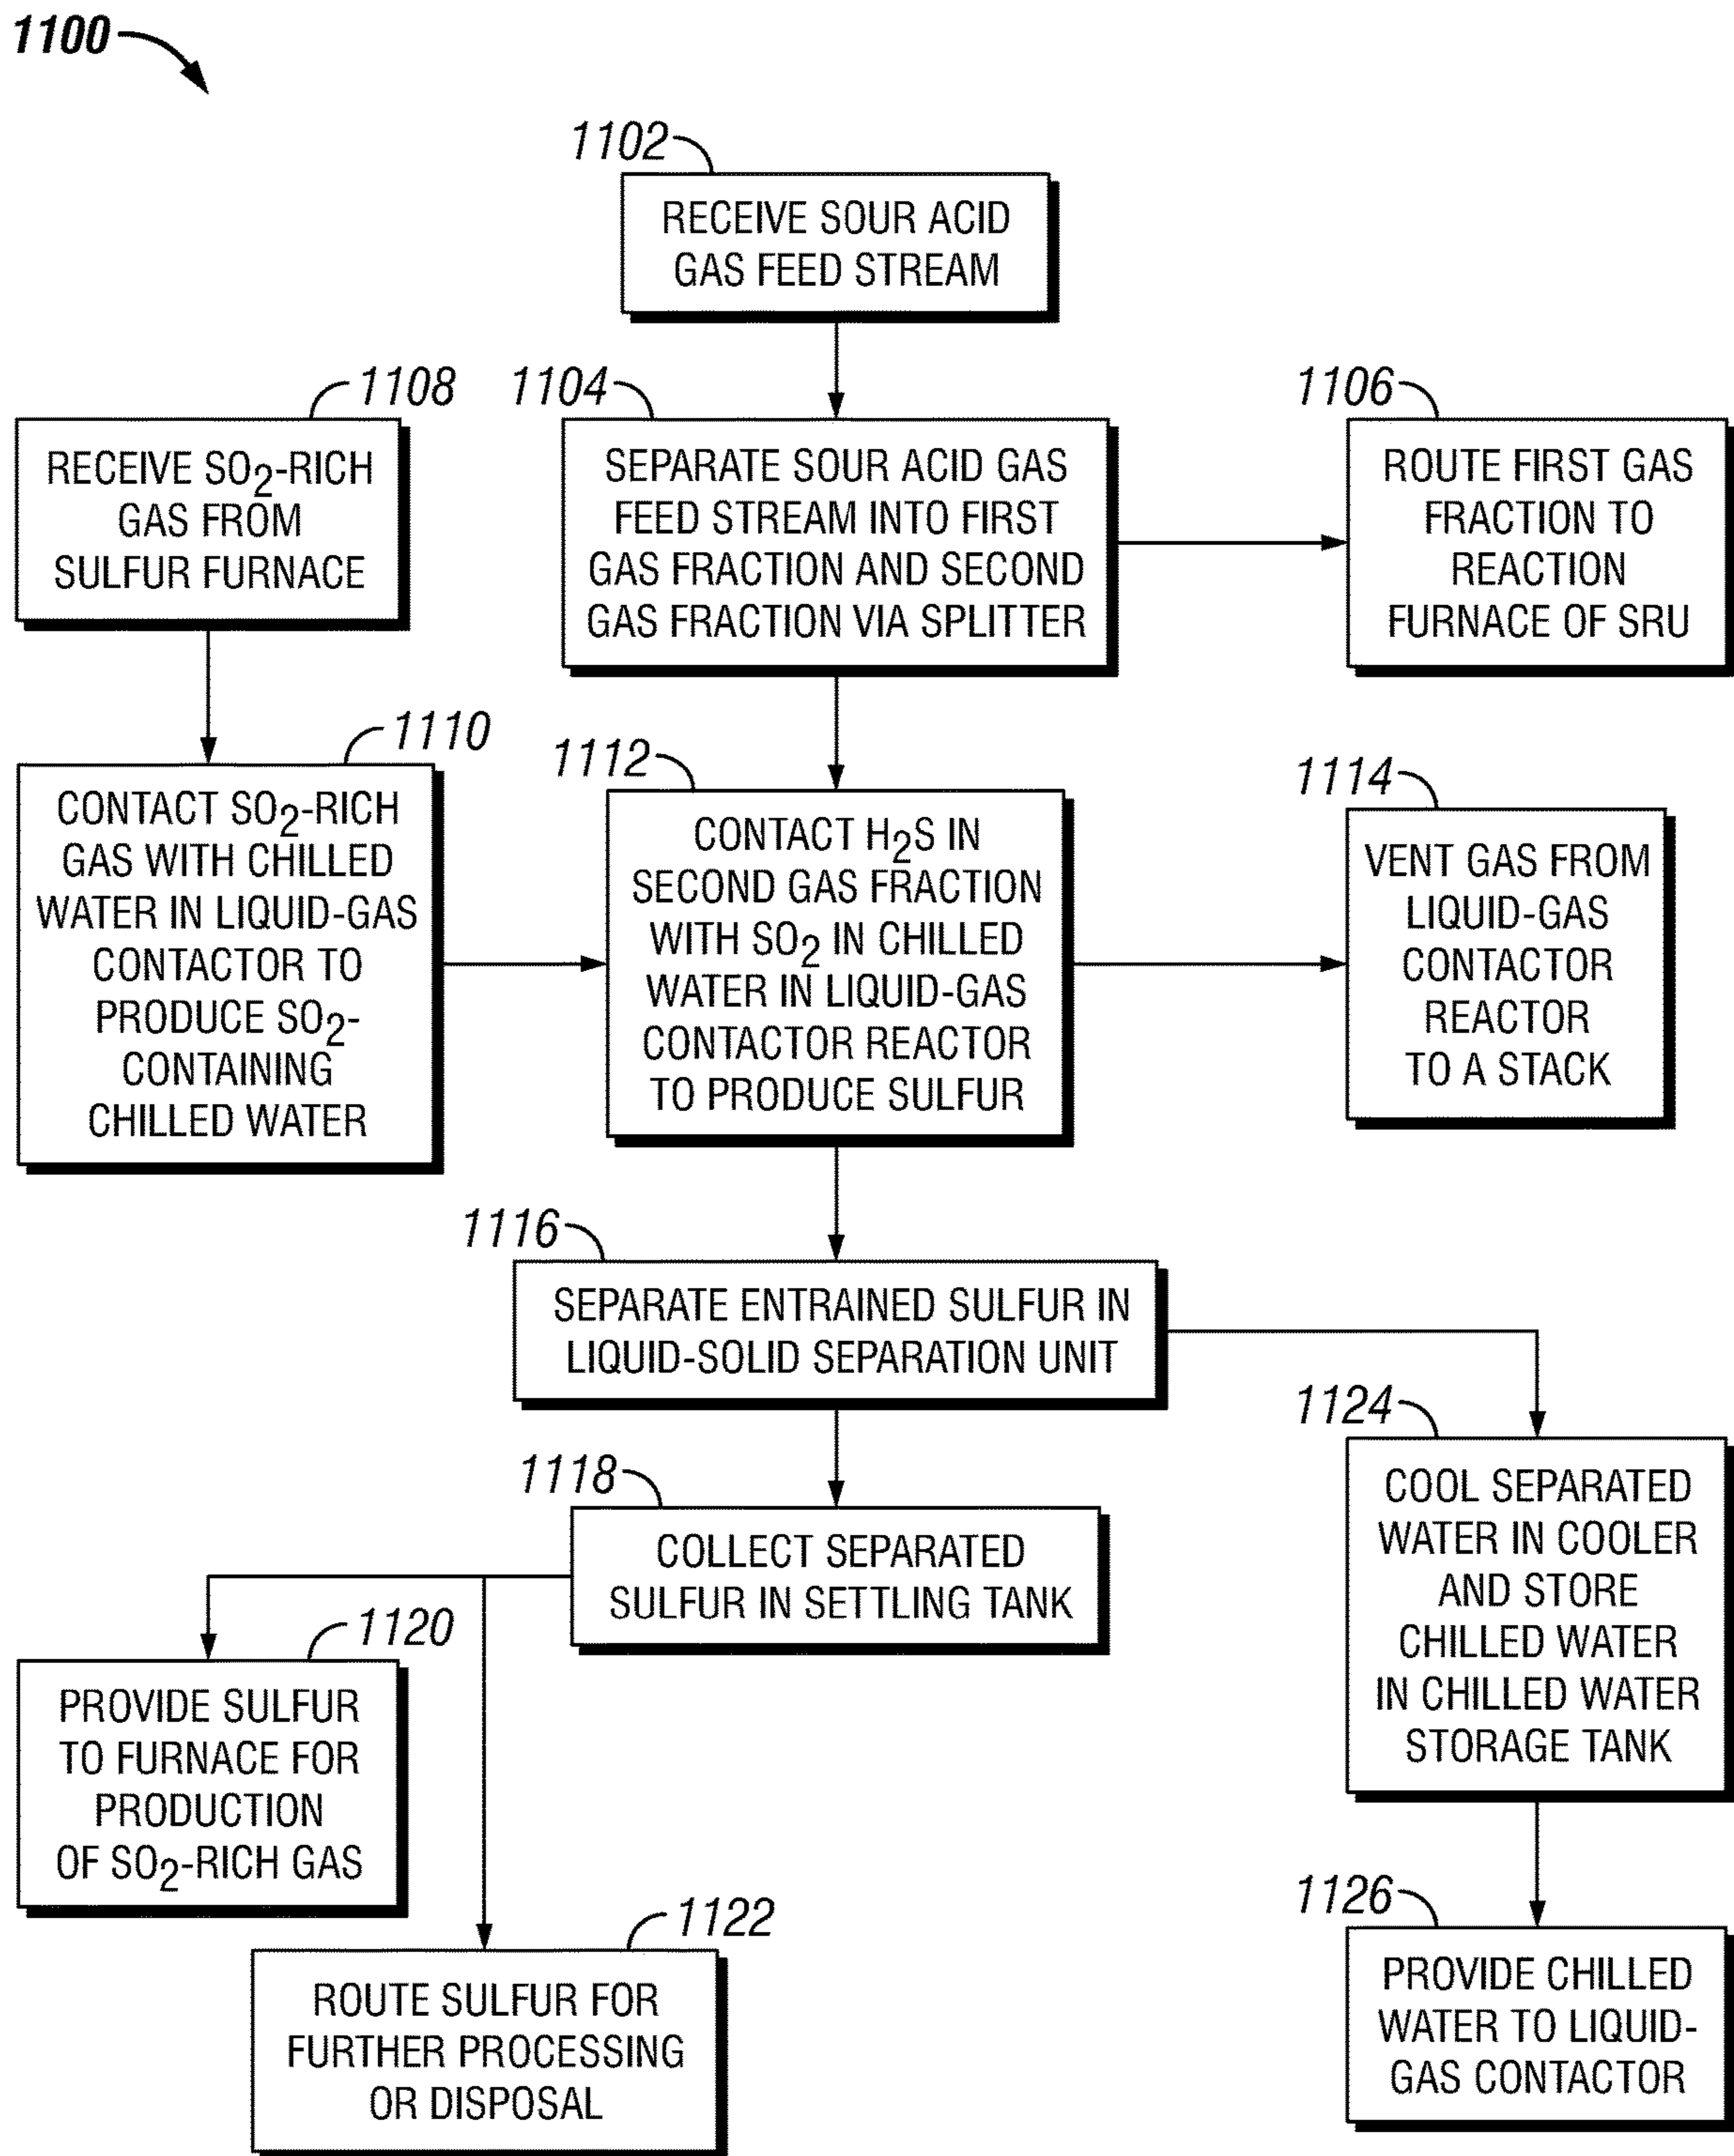 1100
1102
RECEIVE SOUR ACID
GAS FEED STREAM
1108
RECEIVE SO2-RICH
GAS FROM
SULFUR FURNACE
1104
SEPARATE SOUR ACID GAS
FEED STREAM INTO FIRST
GAS FRACTION AND SECOND
GAS FRACTION VIA SPLITTER
1106
ROUTE FIRST GAS
FRACTION TO
REACTION
FURNACE OF SRU
1110
CONTACT SO2-RICH
GAS WITH CHILLED
WATER IN LIQUID-GAS
CONTACTOR TO
PRODUCE SO2-
CONTAINING
CHILLED WATER
1112
CONTACT H2S IN
SECOND GAS FRACTION
WITH SO2 IN CHILLED
WATER IN LIQUID-GAS
CONTACTOR REACTOR
TO PRODUCE SULFUR
1114
VENT GAS FROM
LIQUID-GAS
CONTACTOR
REACTOR
TO A STACK
1116
SEPARATE ENTRAINED SULFUR IN
LIQUID-SOLID SEPARATION UNIT
1118
COLLECT SEPARATED
SULFUR IN SETTLING TANK
1124
COOL SEPARATED
WATER IN COOLER
AND STORE
CHILLED WATER
IN CHILLED WATER
STORAGE TANK
1120
PROVIDE SULFUR
TO FURNACE FOR
PRODUCTION
OF SO2-RICH GAS
1122
ROUTE SULFUR FOR
FURTHER PROCESSING
OR DISPOSAL
1126
PROVIDE CHILLED
WATER TO LIQUID-
GAS CONTACTOR